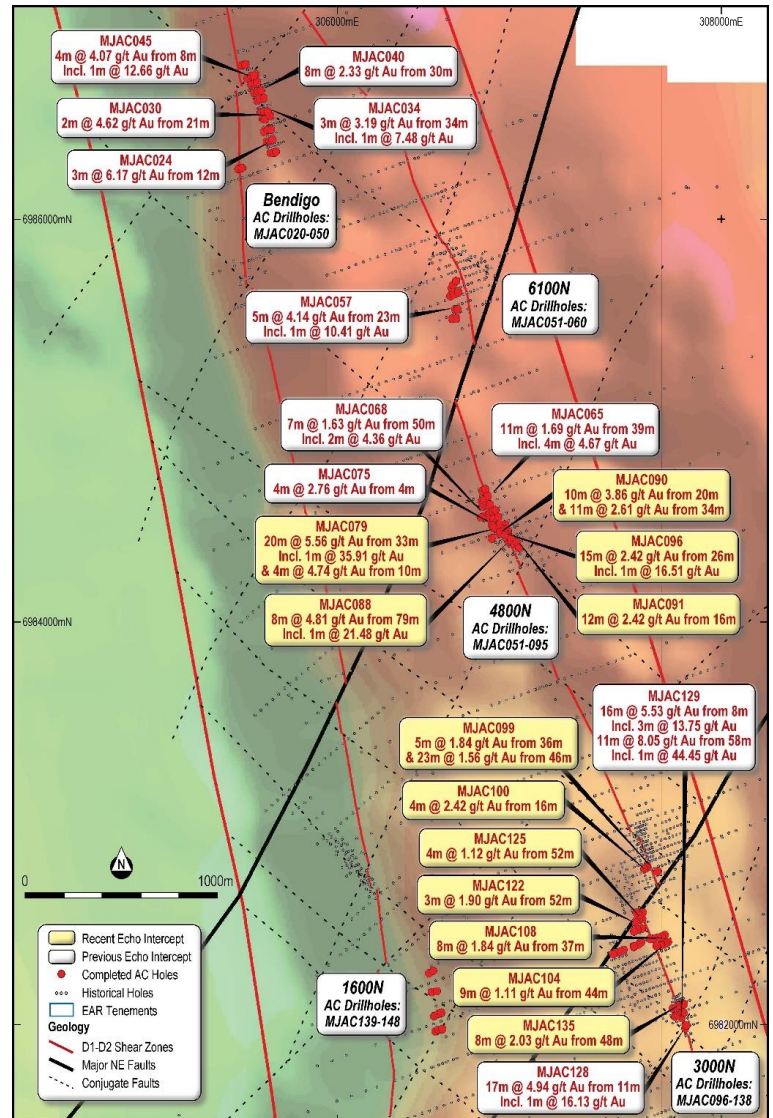 306000mE
308000mE
MJAC045
4m @ 4.07 g/t Au from 8m
Incl. 1m @ 12.66 g/t Au
MJAC040
8m @ 2.33 g/t Au from 30m
MJAC030
2m @ 4.62 g/t Au from 21m
MJAC034
3m @ 3.19 g/t Au from 34m
Incl. 1m @ 7.48 g/t Au
MJAC024
3m @ 6.17 g/t Au from 12m
Bendigo
AC Drillholes:
MJAC020-050
6986000mN
6100N
AC Drillholes:
MJAC051-060
MJAC057
5m @ 4.14 g/t Au from 23m
Incl. 1m @ 10.41 g/t Au
MJAC068
7m @ 1.63 g/t Au from 50m
Incl. 2m @ 4.36 g/t Au
MJAC065
11m @ 1.69 g/t Au from 39m
Incl. 4m @ 4.67 g/t Au
MJAC075
4m @ 2.76 g/t Au from 4m
MJAC090
10m @ 3.86 g/t Au from 20m
& 11m @ 2.61 g/t Au from 34m
MJAC079
20m @ 5.56 g/t Au from 33m
Incl. 1m @ 35.91 g/t Au
& 4m @ 4.74 g/t Au from 10m
MJAC096
15m @ 2.42 g/t Au from 26m
Incl. 1m @ 16.51 g/t Au
MJAC088
8m @ 4.81 g/t Au from 79m
Incl. 1m @ 21.48 g/t Au
4800N
AC Drillholes:
MJAC051-095
MJAC091
12m @ 2.42 g/t Au from 16m
6984000mN
MJAC129
16m @ 5.53 g/t Au from 8m
Incl. 3m @ 13.75 g/t Au
11m @ 8.05 g/t Au from 58m
Incl. 1m @ 44.45 g/t Au
MJAC099
5m @ 1.84 g/t Au from 36m
& 23m @ 1.56 g/t Au from 46m
MJAC100
4m @ 2.42 g/t Au from 16m
MJAC125
4m @ 1.12 g/t Au from 52m
MJAC122
3m @ 1.90 g/t Au from 52m
MJAC108
8m @ 1.84 g/t Au from 37m
MJAC104
9m @ 1.11 g/t Au from 44m
MJAC135
8m @ 2.03 g/t Au from 48m
MJAC128
17m @ 4.94 g/t Au from 11m
Incl. 1m @ 16.13 g/t Au
1600N
AC Drillholes:
MJAC139-148
3000N
AC Drillholes:
MJAC096-138
6982000mN
N
0 1000m
Recent Echo Intercept
Previous Echo Intercept
Completed AC Holes
Historical Holes
EAR Tenements
Geology
D1-D2 Shear Zones
Major NE Faults
Conjugate Faults